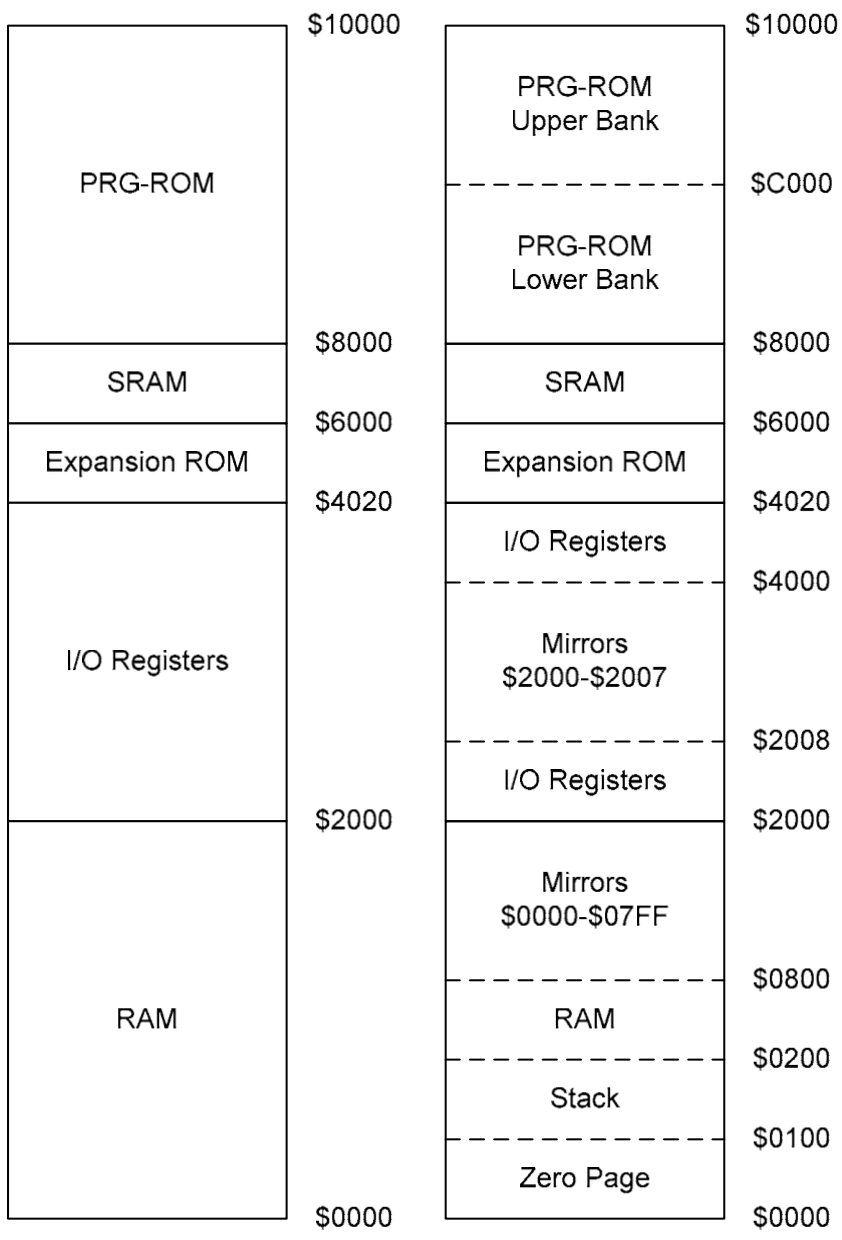 $10000
PRG-ROM
$8000
SRAM
$6000
Expansion ROM
$4020
I/O Registers
$2000
RAM
$0000
$10000
PRG-ROM
Upper Bank
$C000
PRG-ROM
Lower Bank
$8000
SRAM
$6000
Expansion ROM
$4020
I/O Registers
$4000
Mirrors
$2000-$2007
$2008
I/O Registers
$2000
Mirrors
$0000-$07FF
$0800
RAM
$0200
Stack
$0100
Zero Page
$0000